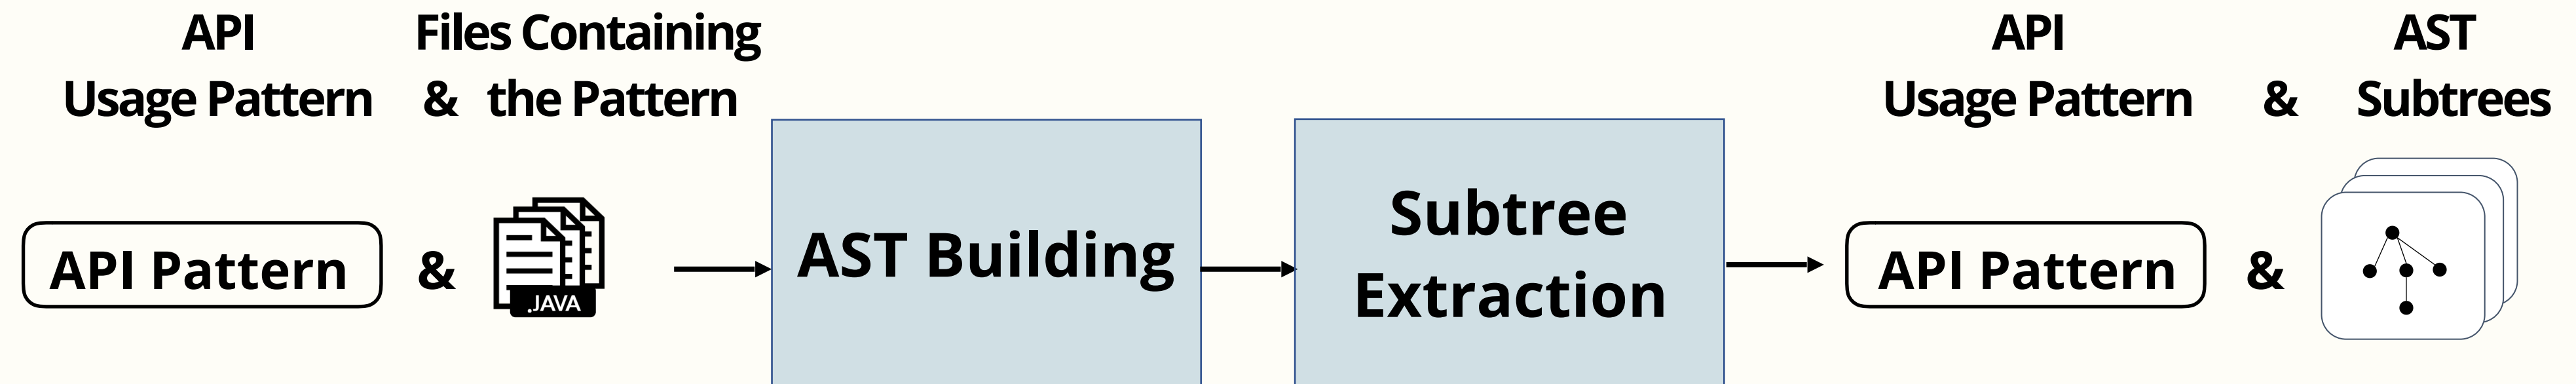 API
Usage Pattern
Files Containing
& the Pattern
API Pattern
&
.JAVA
AST Building
Subtree
Extraction
API
Usage Pattern
&
AST
Subtrees
API Pattern
&